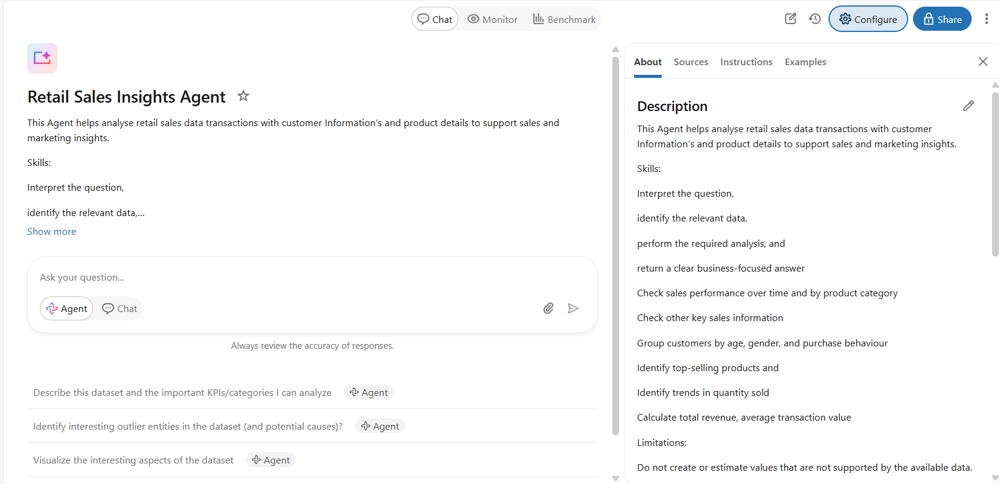 Chat
Monitor
Benchmark
Configure
Share
Retail Sales Insights Agent
This Agent helps analyse retail sales data transactions with customer Information’s and product details to support sales and
marketing insights.
Skills:
Interpret the question,
identify the relevant data,...
Show more
Ask your question...
Agent
Chat
Always review the accuracy of responses.
Describe this dataset and the important KPIs/categories I can analyze
Agent
Identify interesting outlier entities in the dataset (and potential causes)?
Agent
Visualize the interesting aspects of the dataset
Agent
About
Sources
Instructions
Examples
Description
This Agent helps analyse retail sales data transactions with customer
Information’s and product details to support sales and marketing insights.
Skills:
Interpret the question,
identify the relevant data,
perform the required analysis, and
return a clear business-focused answer
Check sales performance over time and by product category
Check other key sales information
Group customers by age, gender, and purchase behaviour
Identify top-selling products and
Identify trends in quantity sold
Calculate total revenue, average transaction value
Limitations:
Do not create or estimate values that are not supported by the available data.